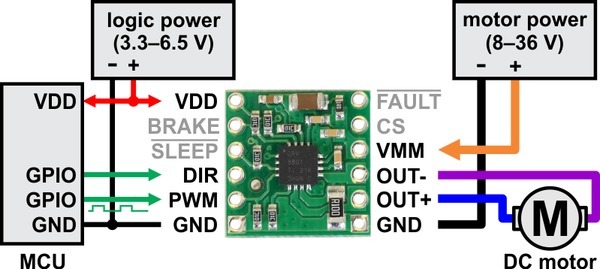 logic power
(3.3–6.5 V)
- +
motor power
(8–36 V)
- +
VDD
VDD
FAULT
BRAKE
CS
SLEEP
VMM
GPIO
DIR
OUT-
GPIO
PWM
OUT+
GND
GND
GND
M
MCU
DC motor
R100